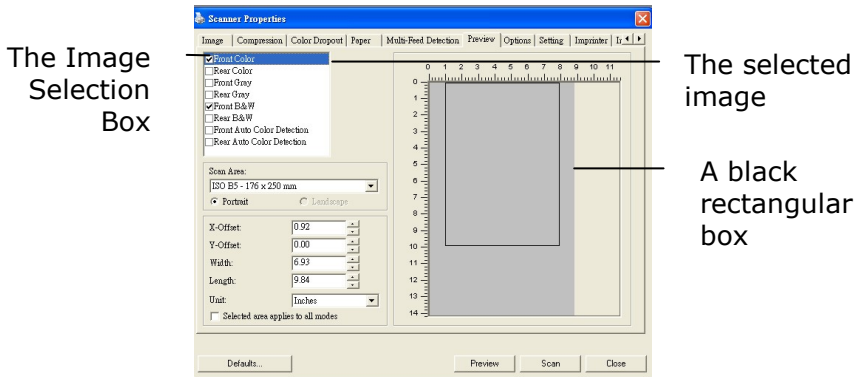 Scanner Properties
Image Compression Color Dropout Paper Multi-Feed Detection Preview Options Setting Imprinter
The Image
Selection
Box
Front Color
Rear Color
Front Gray
Rear Gray
Front B&W
Rear B&W
Front Auto Color Detection
Rear Auto Color Detection
Scan Area:
ISO B5 - 176 x 250 mm
Portrait Landscape
X-Offset: 0.92
Y-Offset: 0.00
Width: 6.93
Length: 9.84
Unit: Inches
Selected area applies to all modes
0 1 2 3 4 5 6 7 8 9 10 11
0
1
2
3
4
5
6
7
8
9
10
11
12
13
14
The selected
image
A black
rectangular
box
Defaults... Preview Scan Close